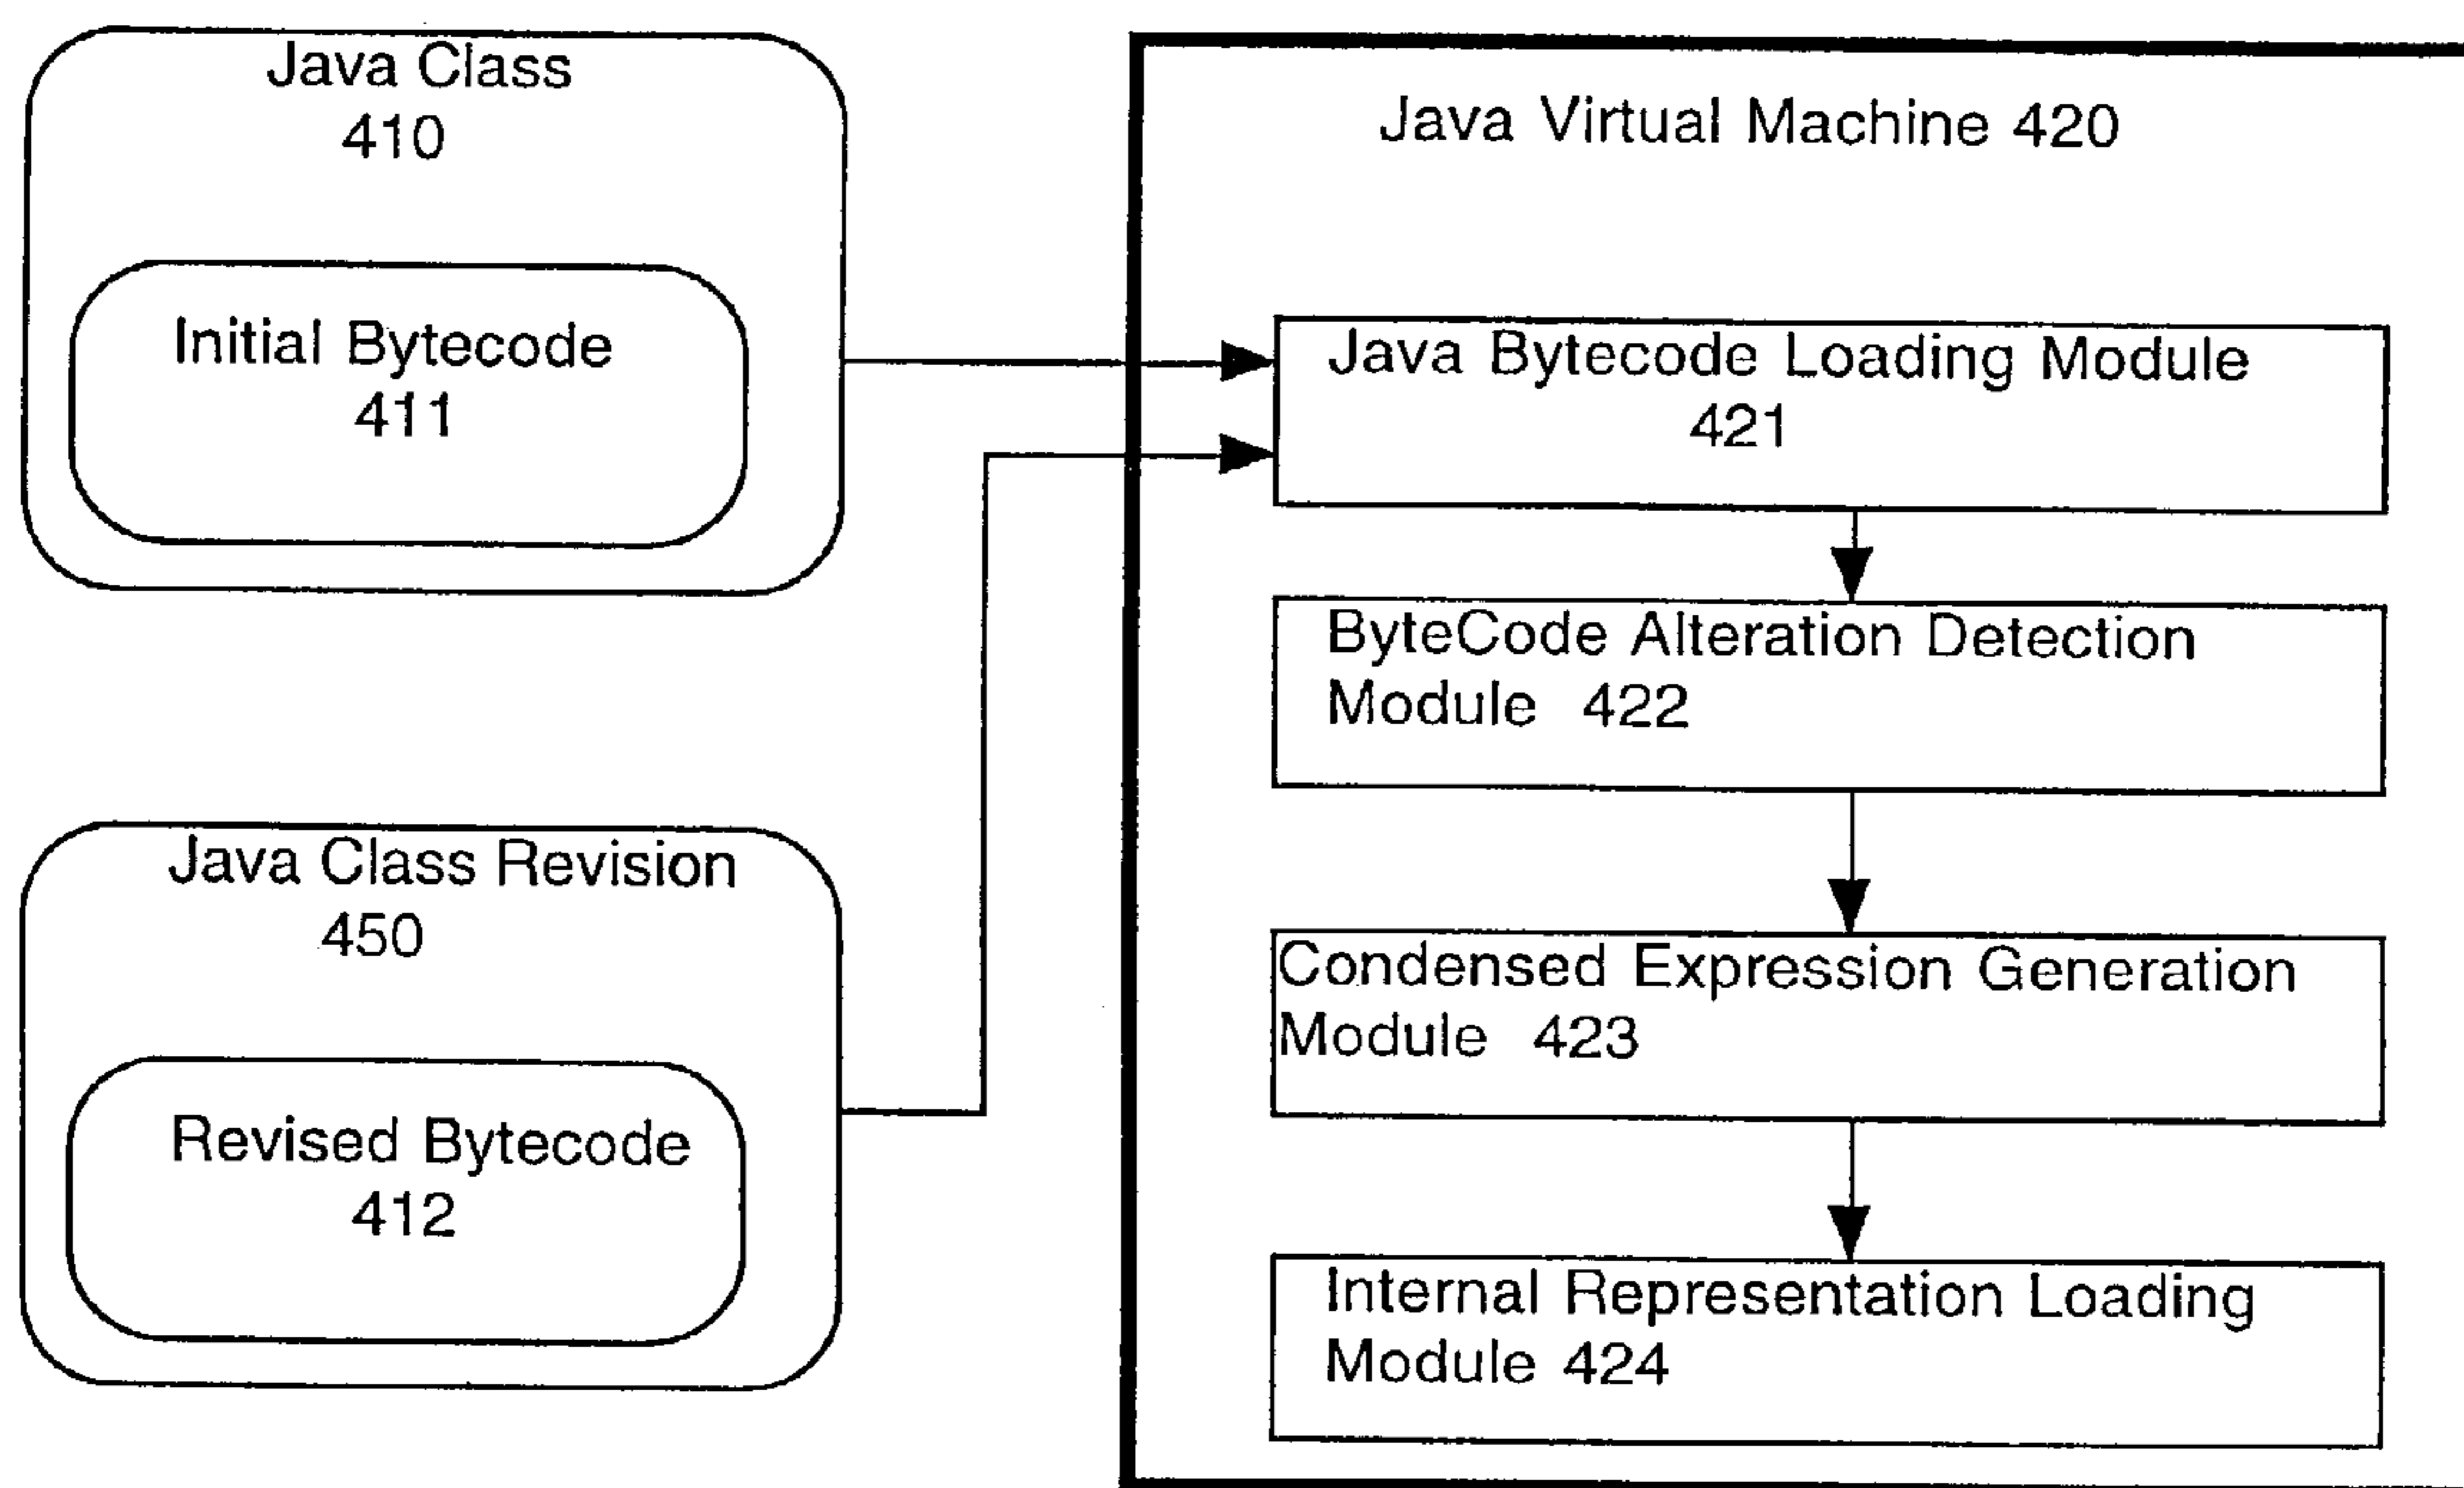 Java Class
410
Initial Bytecode
411
Java Class Revision
450
Revised Bytecode
412
Java Virtual Machine 420
Java Bytecode Loading Module
421
ByteCode Alteration Detection
Module 422
Condensed Expression Generation
Module 423
Internal Representation Loading
Module 424